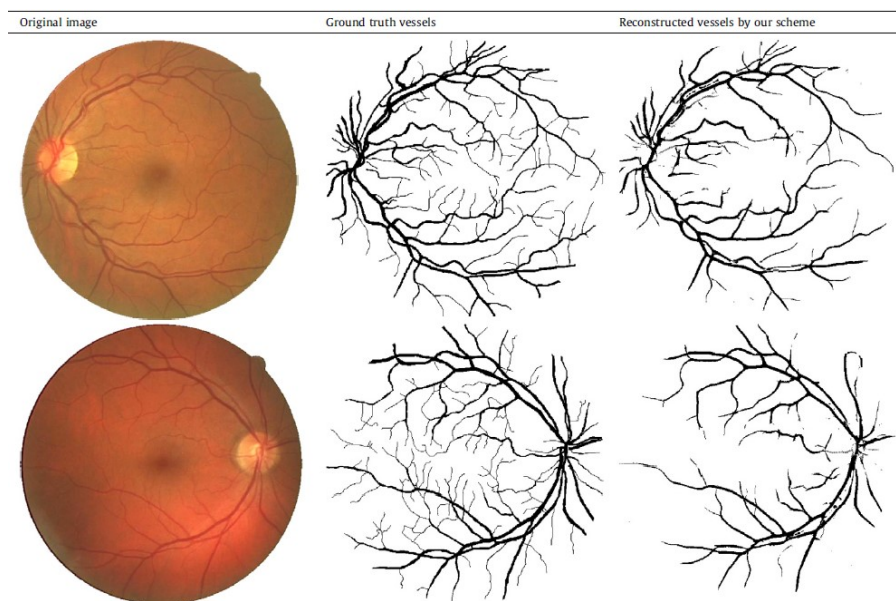 Original image
Ground truth vessels
Reconstructed vessels by our scheme